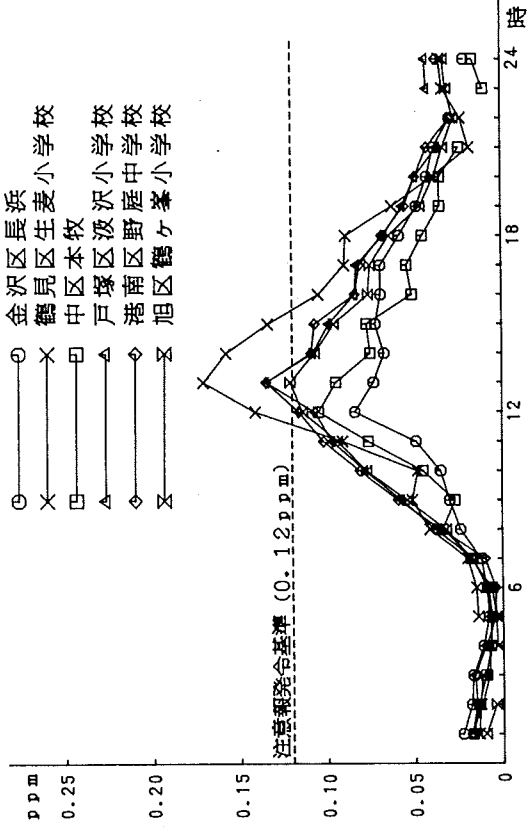 ppm
0.25
0.20
0.15
0.10
0.05
0
金沢区長浜
鶴見区生麦小学校
中区本牧
戸塚区汲沢小学校
港南区野庭中学校
旭区鶴ヶ峯小学校
注意報発令基準 (0.12ppm)
6
12
18
24
時